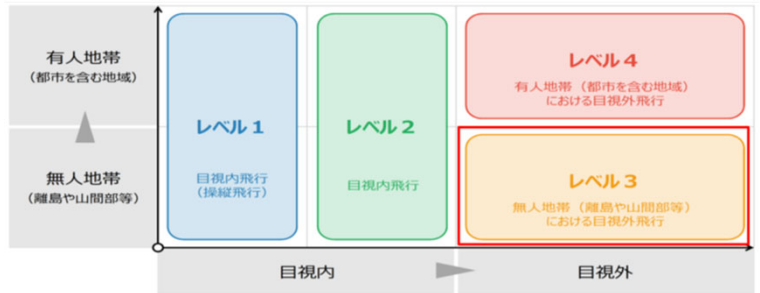 有人地帯
(都市を含む地域)
無人地帯
(離島や山間部等)
レベル1
目視内飛行
(操縦飛行)
レベル2
目視内飛行
レベル4
有人地帯（都市を含む地域）
における目視外飛行
レベル3
無人地帯（離島や山間部等）
における目視外飛行
目視内
目視外